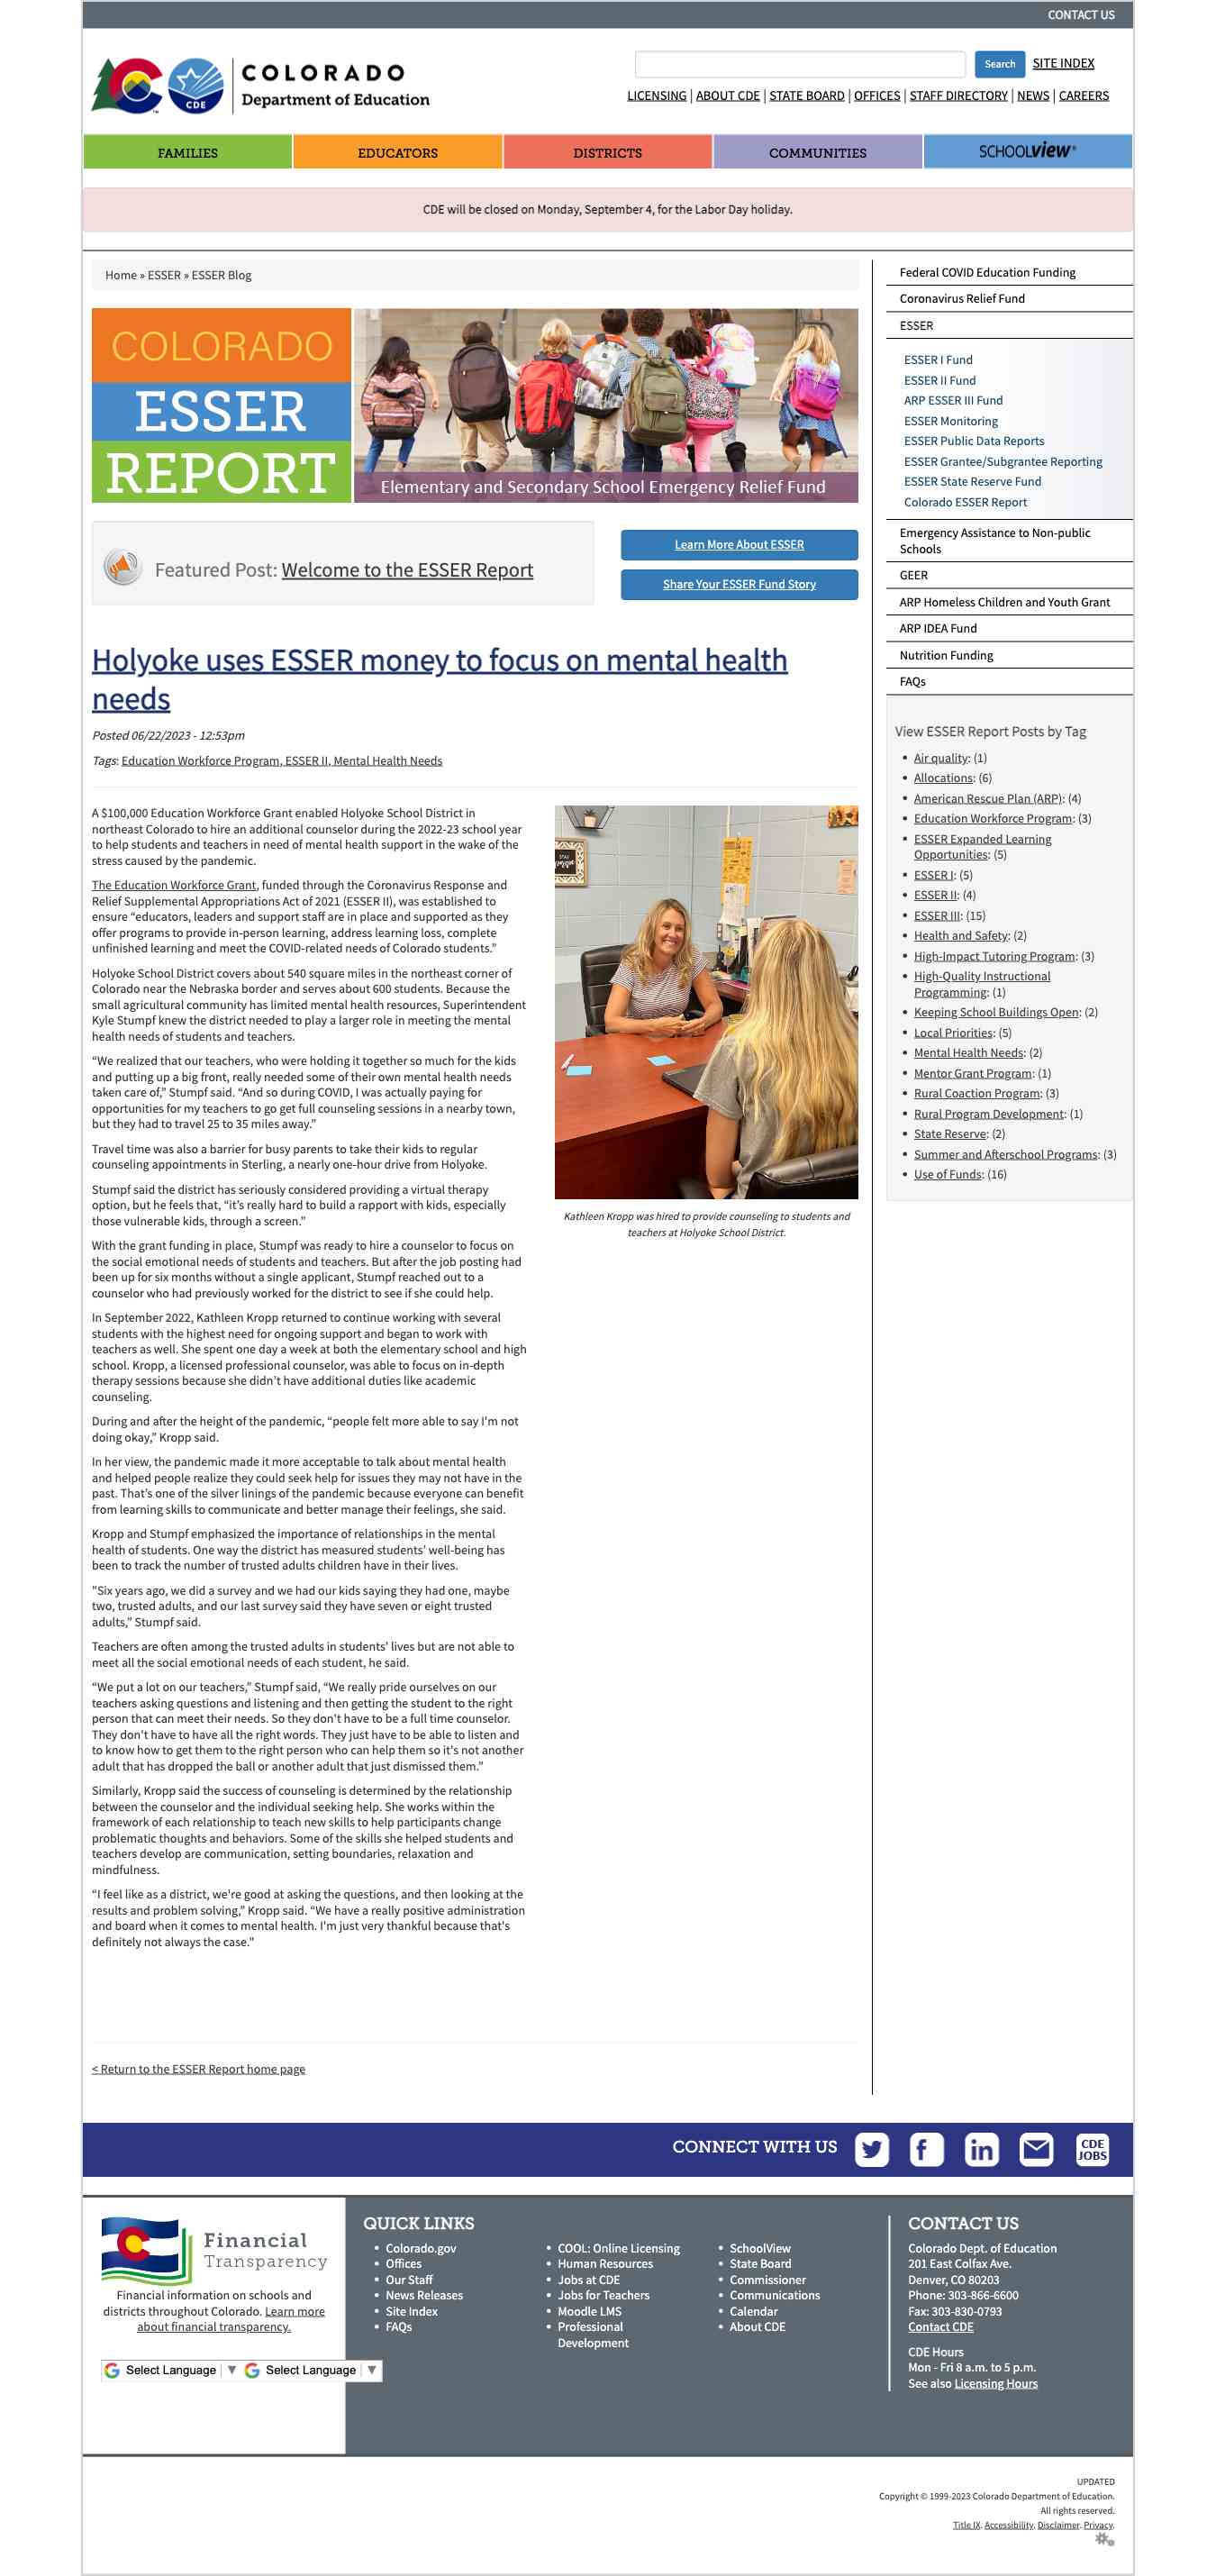 CONTACT US
COLORADO
Department of Education
CDE
Search
SITE INDEX
LICENSING | ABOUT CDE | STATE BOARD | OFFICES | STAFF DIRECTORY | NEWS | CAREERS
FAMILIES
EDUCATORS
DISTRICTS
COMMUNITIES
SCHOOLVIEW®
CDE will be closed on Monday, September 4, for the Labor Day holiday.
Home » ESSER » ESSER Blog
COLORADO
ESSER
REPORT
Elementary and Secondary School Emergency Relief Fund
Featured Post: Welcome to the ESSER Report
Learn More About ESSER
Share Your ESSER Fund Story
Holyoke uses ESSER money to focus on mental health
needs
Posted 06/22/2023 - 12:53pm
Tags: Education Workforce Program, ESSER II, Mental Health Needs
A $100,000 Education Workforce Grant enabled Holyoke School District in
northeast Colorado to hire an additional counselor during the 2022-23 school year
to help students and teachers in need of mental health support in the wake of the
stress caused by the pandemic.
The Education Workforce Grant, funded through the Coronavirus Response and
Relief Supplemental Appropriations Act of 2021 (ESSER II), was established to
ensure “educators, leaders and support staff are in place and supported as they
offer programs to provide in-person learning, address learning loss, complete
unfinished learning and meet the COVID-related needs of Colorado students.”
Holyoke School District covers about 540 square miles in the northeast corner of
Colorado near the Nebraska border and serves about 600 students. Because the
small agricultural community has limited mental health resources, Superintendent
Kyle Stumpf knew the district needed to play a larger role in meeting the mental
health needs of students and teachers.
“We realized that our teachers, who were holding it together so much for the kids
and putting up a big front, really needed some of their own mental health needs
taken care of,” Stumpf said. “And so during COVID, I was actually paying for
opportunities for my teachers to go get full counseling sessions in a nearby town,
but they had to travel 25 to 35 miles away.”
Travel time was also a barrier for busy parents to take their kids to regular
counseling appointments in Sterling, a nearly one-hour drive from Holyoke.
Stumpf said the district has seriously considered providing a virtual therapy
option, but he feels that, “it’s really hard to build a rapport with kids, especially
those vulnerable kids, through a screen.”
With the grant funding in place, Stumpf was ready to hire a counselor to focus on
the social emotional needs of students and teachers. But after the job posting had
been up for six months without a single applicant, Stumpf reached out to a
counselor who had previously worked for the district to see if she could help.
In September 2022, Kathleen Kropp returned to continue working with several
students with the highest need for ongoing support and began to work with
teachers as well. She spent one day a week at both the elementary school and high
school. Kropp, a licensed professional counselor, was able to focus on in-depth
therapy sessions because she didn’t have additional duties like academic
counseling.
During and after the height of the pandemic, “people felt more able to say I'm not
doing okay,” Kropp said.
In her view, the pandemic made it more acceptable to talk about mental health
and helped people realize they could seek help for issues they may not have in the
past. That’s one of the silver linings of the pandemic because everyone can benefit
from learning skills to communicate and better manage their feelings, she said.
Kropp and Stumpf emphasized the importance of relationships in the mental
health of students. One way the district has measured students’ well-being has
been to track the number of trusted adults children have in their lives.
"Six years ago, we did a survey and we had our kids saying they had one, maybe
two, trusted adults, and our last survey said they have seven or eight trusted
adults,” Stumpf said.
Teachers are often among the trusted adults in students’ lives but are not able to
meet all the social emotional needs of each student, he said.
“We put a lot on our teachers,” Stumpf said, “We really pride ourselves on our
teachers asking questions and listening and then getting the student to the right
person that can meet their needs. So they don't have to be a full time counselor.
They don't have to have all the right words. They just have to be able to listen and
to know how to get them to the right person who can help them so it's not another
adult that has dropped the ball or another adult that just dismissed them.”
Similarly, Kropp said the success of counseling is determined by the relationship
between the counselor and the individual seeking help. She works within the
framework of each relationship to teach new skills to help participants change
problematic thoughts and behaviors. Some of the skills she helped students and
teachers develop are communication, setting boundaries, relaxation and
mindfulness.
“I feel like as a district, we're good at asking the questions, and then looking at the
results and problem solving,” Kropp said. “We have a really positive administration
and board when it comes to mental health. I'm just very thankful because that's
definitely not always the case."
Kathleen Kropp was hired to provide counseling to students and
teachers at Holyoke School District.
< Return to the ESSER Report home page
Federal COVID Education Funding
Coronavirus Relief Fund
ESSER
ESSER I Fund
ESSER II Fund
ARP ESSER III Fund
ESSER Monitoring
ESSER Public Data Reports
ESSER Grantee/Subgrantee Reporting
ESSER State Reserve Fund
Colorado ESSER Report
Emergency Assistance to Non-public
Schools
GEER
ARP Homeless Children and Youth Grant
ARP IDEA Fund
Nutrition Funding
FAQs
View ESSER Report Posts by Tag
Air quality: (1)
Allocations: (6)
American Rescue Plan (ARP): (4)
Education Workforce Program: (3)
ESSER Expanded Learning
Opportunities: (5)
ESSER I: (5)
ESSER II: (4)
ESSER III: (15)
Health and Safety: (2)
High-Impact Tutoring Program: (3)
High-Quality Instructional
Programming: (1)
Keeping School Buildings Open: (2)
Local Priorities: (5)
Mental Health Needs: (2)
Mentor Grant Program: (1)
Rural Coaction Program: (3)
Rural Program Development: (1)
State Reserve: (2)
Summer and Afterschool Programs: (3)
Use of Funds: (16)
CONNECT WITH US
CDE
JOBS
Financial
Transparency
Financial information on schools and
districts throughout Colorado. Learn more
about financial transparency.
Select Language ▼
Select Language ▼
QUICK LINKS
Colorado.gov
Offices
Our Staff
News Releases
Site Index
FAQs
COOL: Online Licensing
Human Resources
Jobs at CDE
Jobs for Teachers
Moodle LMS
Professional
Development
SchoolView
State Board
Commissioner
Communications
Calendar
About CDE
CONTACT US
Colorado Dept. of Education
201 East Colfax Ave.
Denver, CO 80203
Phone: 303-866-6600
Fax: 303-830-0793
Contact CDE
CDE Hours
Mon - Fri 8 a.m. to 5 p.m.
See also Licensing Hours
UPDATED
Copyright © 1999-2023 Colorado Department of Education.
All rights reserved.
Title IX. Accessibility. Disclaimer. Privacy.